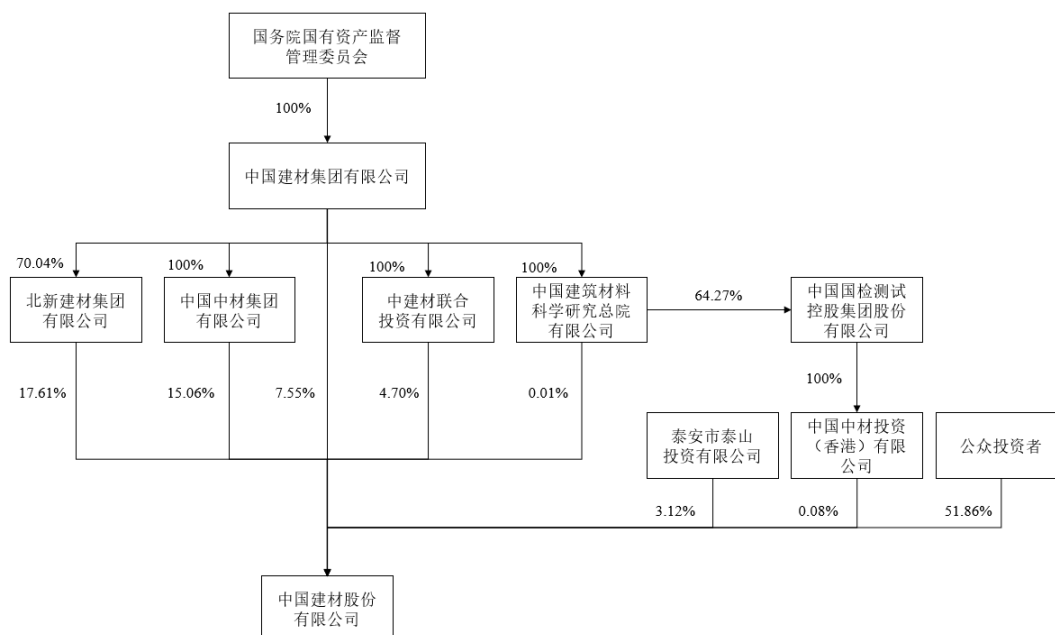 国务院国有资产监督
管理委员会
100%
中国建材集团有限公司
70.04%
100%
100%
100%
北新建材集团
有限公司
中国中材集团
有限公司
中建材联合
投资有限公司
中国建筑材料
科学研究总院
有限公司
64.27%
中国国检测试
控股集团股份
有限公司
17.61%
15.06%
7.55%
4.70%
0.01%
100%
泰安市泰山
投资有限公司
中国中材投资
（香港）有限
公司
公众投资者
3.12%
0.08%
51.86%
中国建材股份
有限公司